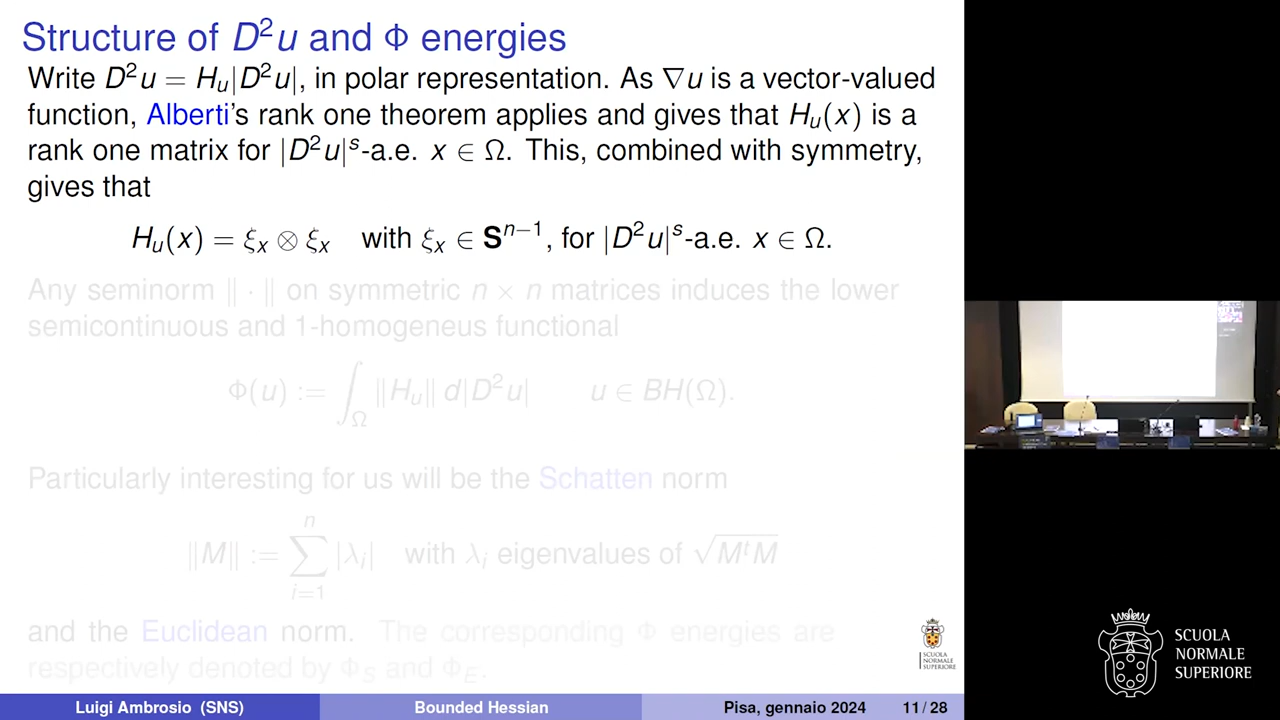 Structure of D²u and Φ energies
Write D²u = H_u|D²u|, in polar representation. As ∇u is a vector-valued
function, Alberti's rank one theorem applies and gives that H_u(x) is a
rank one matrix for |D²u|ˢ-a.e. x ∈ Ω. This, combined with symmetry,
gives that
H_u(x) = ξ_x ⊗ ξ_x with ξ_x ∈ Sⁿ⁻¹, for |D²u|ˢ-a.e. x ∈ Ω.
Any seminorm ‖ · ‖ on symmetric n × n matrices induces the lower
semicontinuous and 1-homogeneus functional
Φ(u) := ∫_Ω ‖H_u‖ d|D²u| u ∈ BH(Ω).
Particularly interesting for us will be the Schatten norm
‖M‖ := ∑_{i=1}^{n} |λ_i| with λ_i eigenvalues of √(MᵗM)
and the Euclidean norm. The corresponding Φ energies are
respectively denoted by Φ_S and Φ_E.
SCUOLA
NORMALE
SUPERIORE
Luigi Ambrosio (SNS) Bounded Hessian Pisa, gennaio 2024 11 / 28
SCUOLA
NORMALE
SUPERIORE